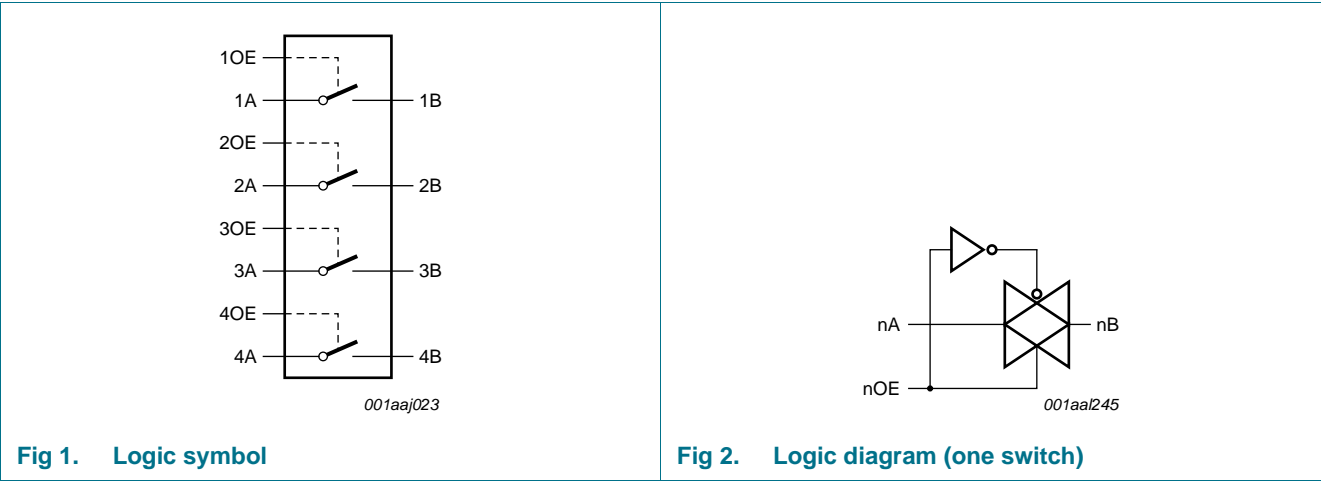 1OE
1A
1B
2OE
2A
2B
3OE
3A
3B
4OE
4A
4B
001aaj023
Fig 1. Logic symbol
nA
nB
nOE
001aal245
Fig 2. Logic diagram (one switch)